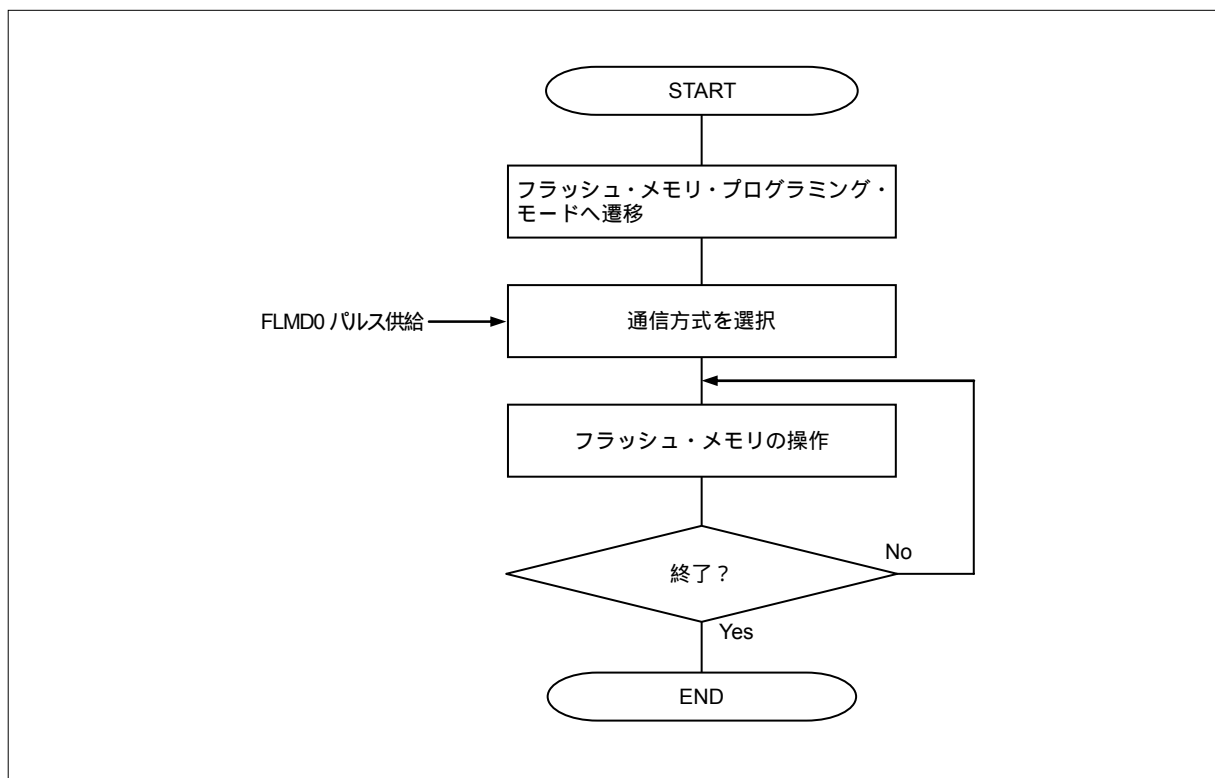 START
フラッシュ・メモリ・プログラミング・
モードへ遷移
FLMD0 パルス供給
通信方式を選択
フラッシュ・メモリの操作
終了？
No
Yes
END